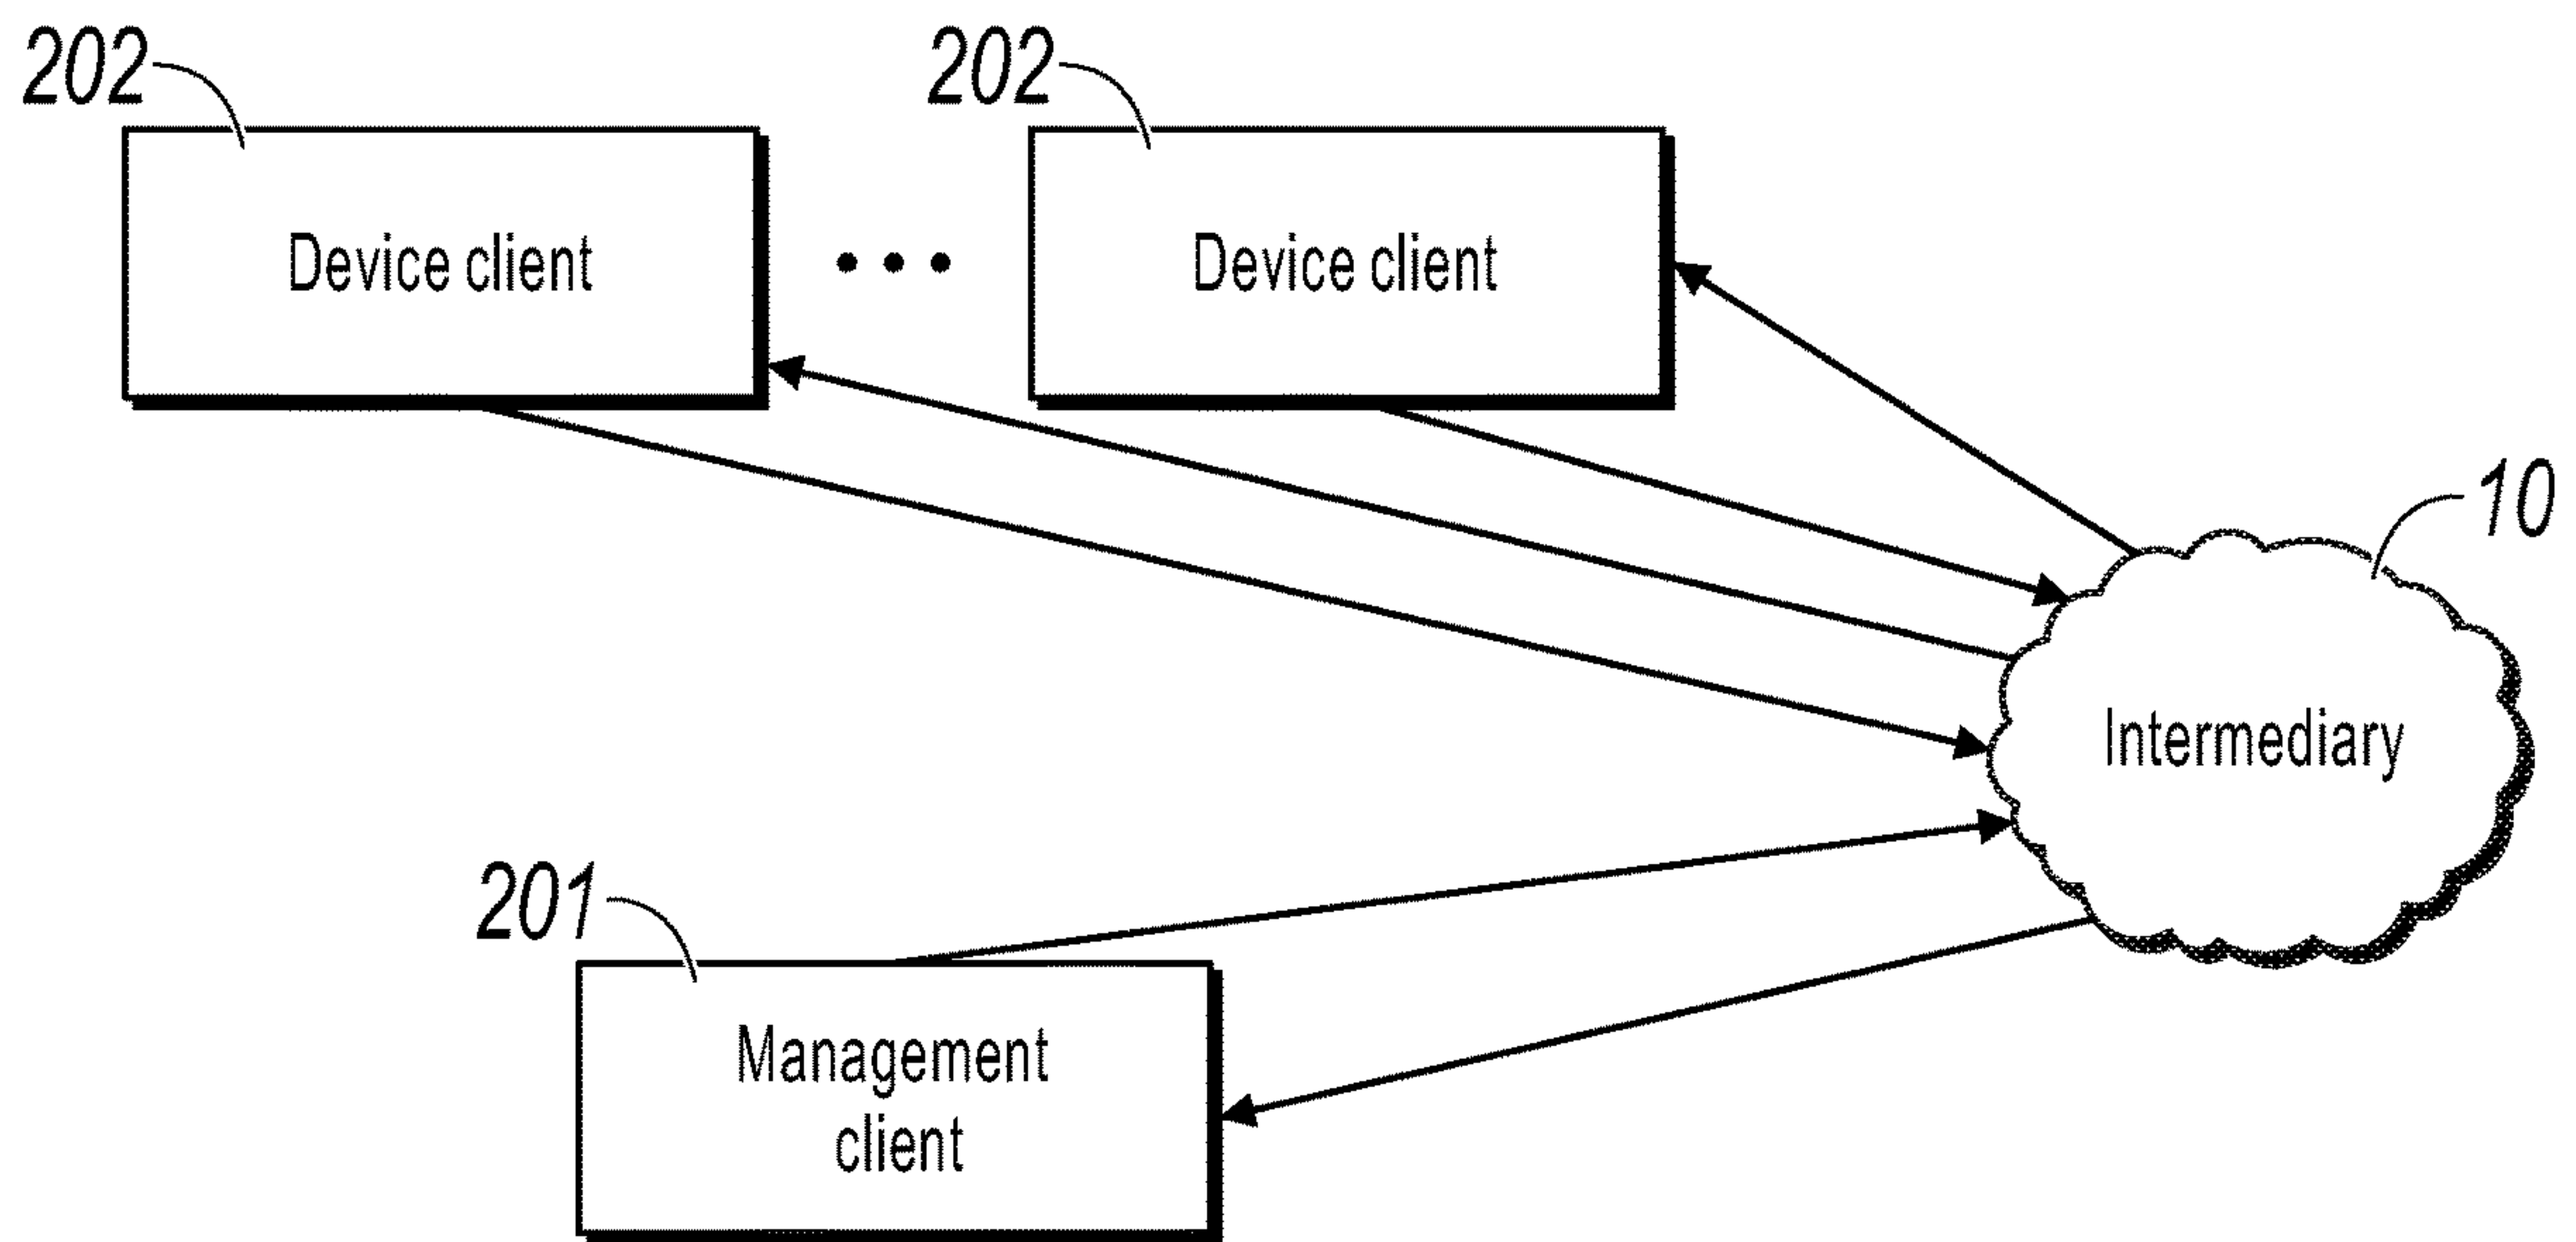 202
202
Device client
Device client
10
Intermediary
201
Management
client